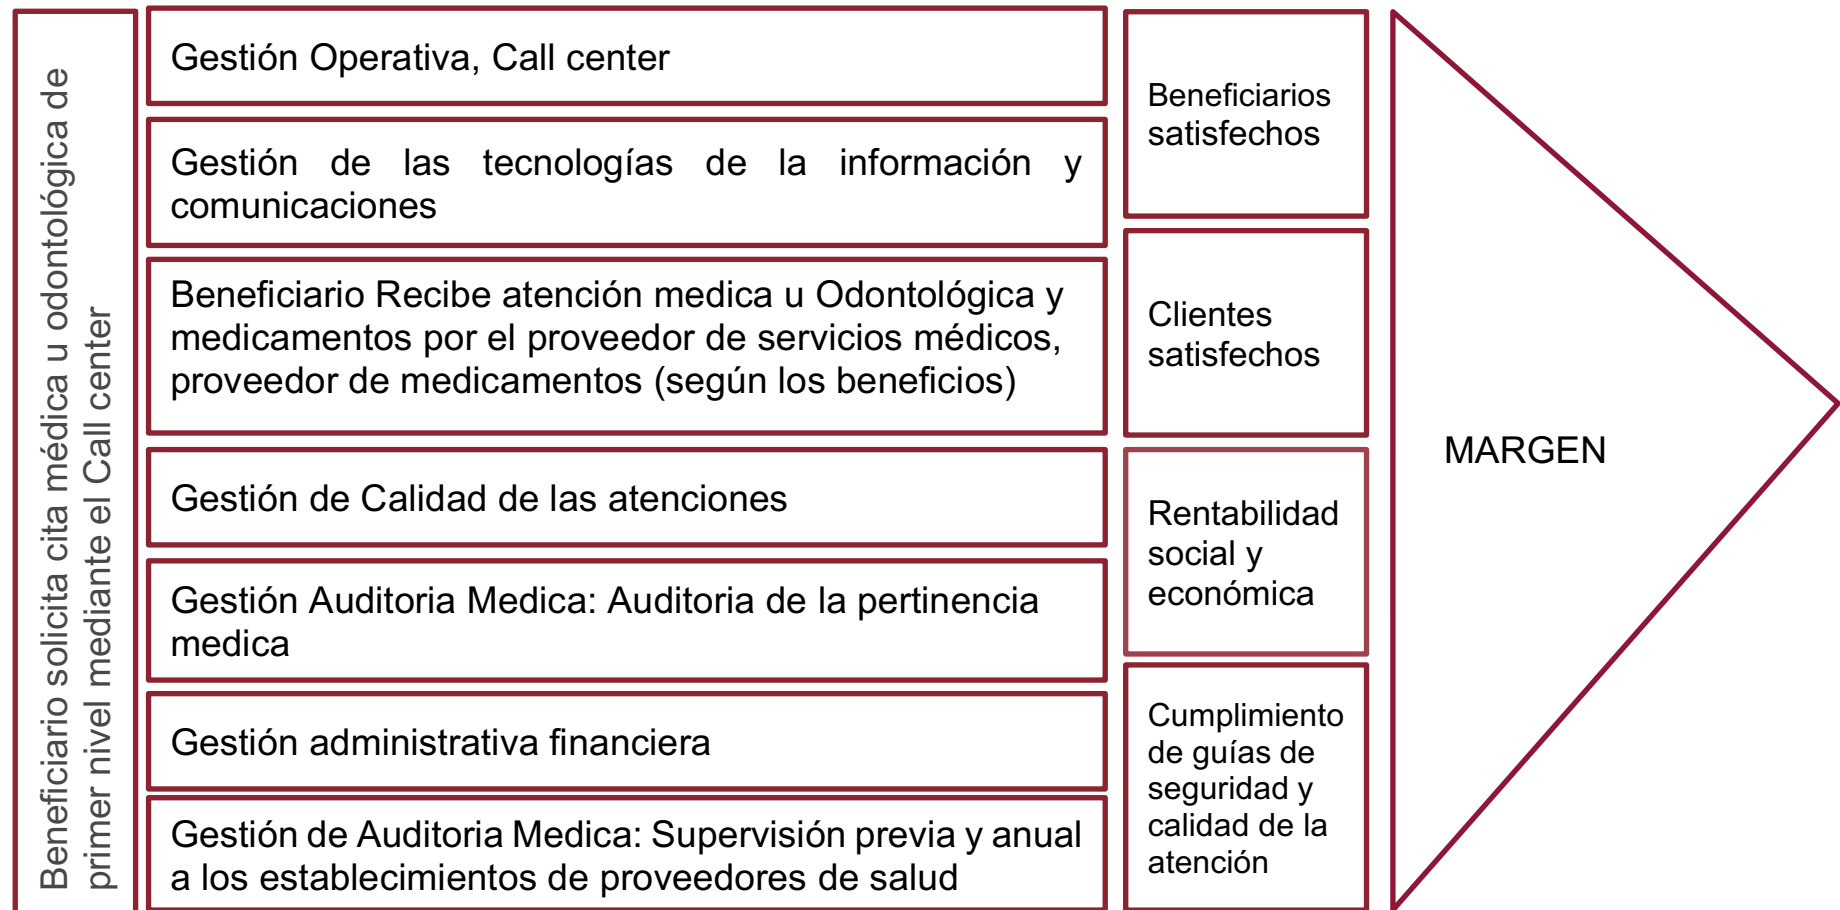 Beneficiario solicita cita médica u odontológica de
primer nivel mediante el Call center
Gestión Operativa, Call center
Gestión de las tecnologías de la información y
comunicaciones
Beneficiario Recibe atención medica u Odontológica y
medicamentos por el proveedor de servicios médicos,
proveedor de medicamentos (según los beneficios)
Gestión de Calidad de las atenciones
Gestión Auditoria Medica: Auditoria de la pertinencia
medica
Gestión administrativa financiera
Gestión de Auditoria Medica: Supervisión previa y anual
a los establecimientos de proveedores de salud
Beneficiarios
satisfechos
Clientes
satisfechos
Rentabilidad
social y
económica
Cumplimiento
de guías de
seguridad y
calidad de la
atención
MARGEN